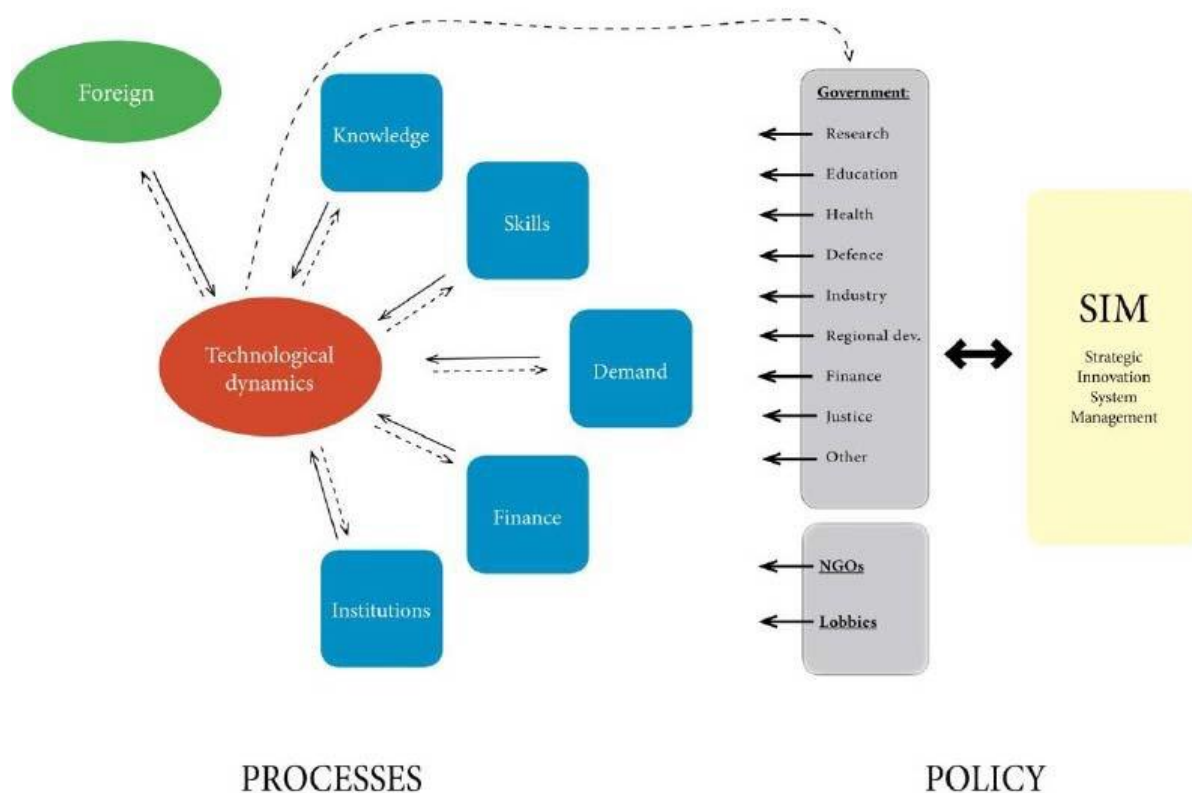 Foreign
Knowledge
Skills
Technological
dynamics
Demand
Finance
Institutions
Government:
Research
Education
Health
Defence
Industry
Regional dev.
Finance
Justice
Other
NGOs
Lobbies
SIM
Strategic
Innovation
System
Management
PROCESSES
POLICY